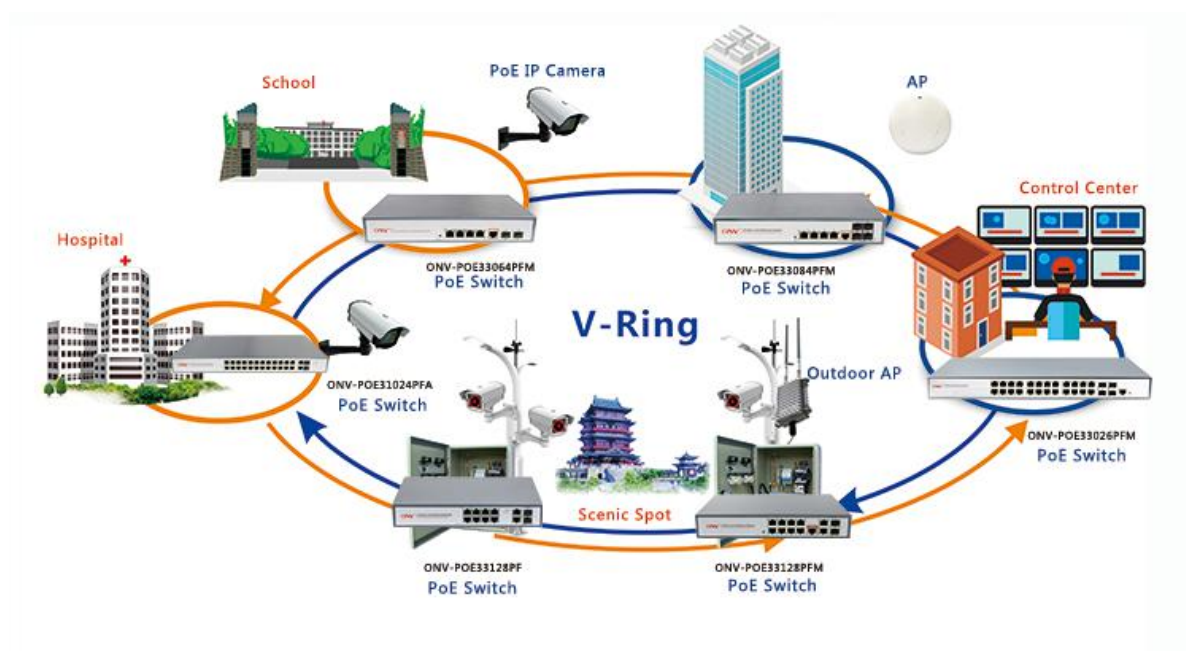 School
PoE IP Camera
AP
Control Center
Hospital
ONV-POE33064PFM
PoE Switch
ONV-POE33084PFM
PoE Switch
V-Ring
Outdoor AP
ONV-POE31024PFA
PoE Switch
ONV-POE33026PFM
PoE Switch
Scenic Spot
ONV-POE33128PF
PoE Switch
ONV-POE33128PFM
PoE Switch